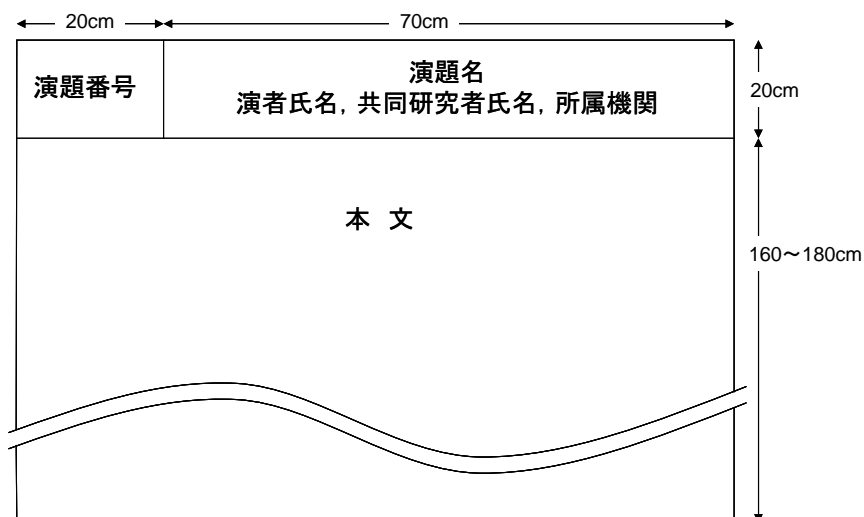 20cm
70cm
演題番号
演題名
演者氏名，共同研究者氏名，所属機関
20cm
本 文
160～180cm